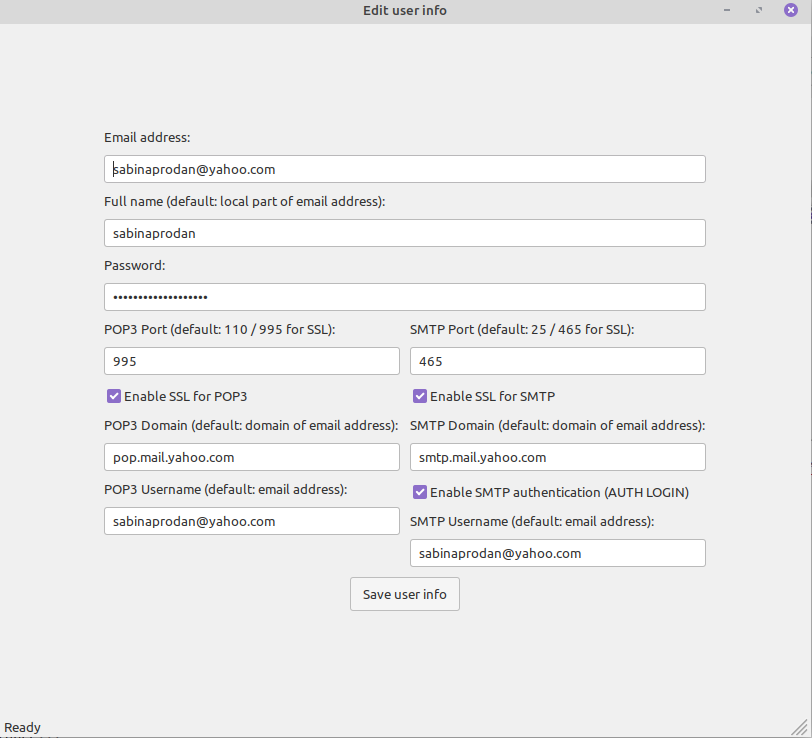 Edit user info
Email address:
sabinaprodan@yahoo.com
Full name (default: local part of email address):
sabinaprodan
Password:
•••••••••••••••••••
POP3 Port (default: 110 / 995 for SSL):
SMTP Port (default: 25 / 465 for SSL):
995
465
Enable SSL for POP3
Enable SSL for SMTP
POP3 Domain (default: domain of email address):
SMTP Domain (default: domain of email address):
pop.mail.yahoo.com
smtp.mail.yahoo.com
POP3 Username (default: email address):
Enable SMTP authentication (AUTH LOGIN)
sabinaprodan@yahoo.com
SMTP Username (default: email address):
sabinaprodan@yahoo.com
Save user info
Ready